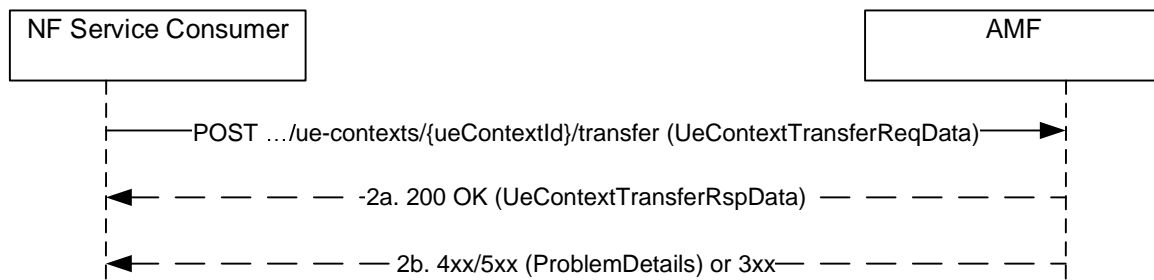 NF Service Consumer
AMF
POST …/ue-contexts/{ueContextId}/transfer (UeContextTransferReqData)
-2a. 200 OK (UeContextTransferRspData)
2b. 4xx/5xx (ProblemDetails) or 3xx